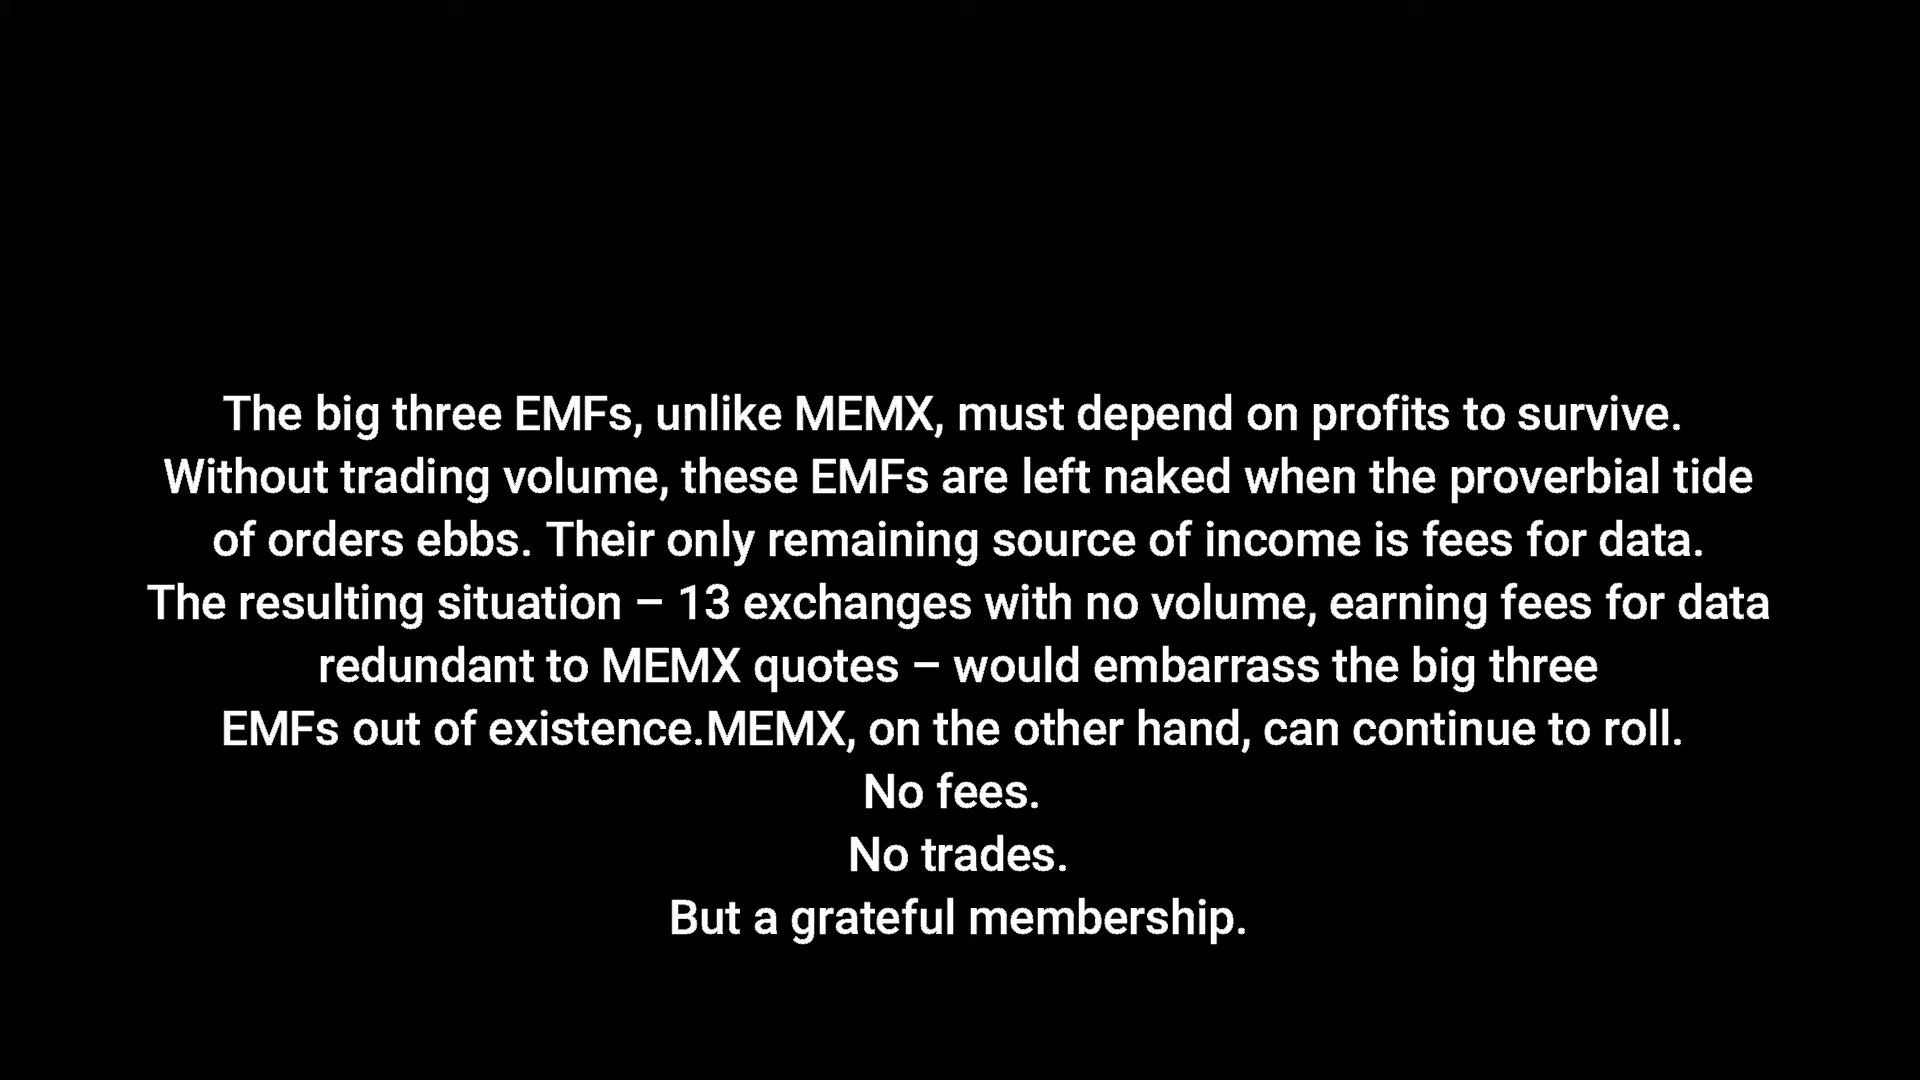 The big three EMFs, unlike MEMX, must depend on profits to survive.
Without trading volume, these EMFs are left naked when the proverbial tide
of orders ebbs. Their only remaining source of income is fees for data.
The resulting situation – 13 exchanges with no volume, earning fees for data
redundant to MEMX quotes – would embarrass the big three
EMFs out of existence.MEMX, on the other hand, can continue to roll.
No fees.
No trades.
But a grateful membership.